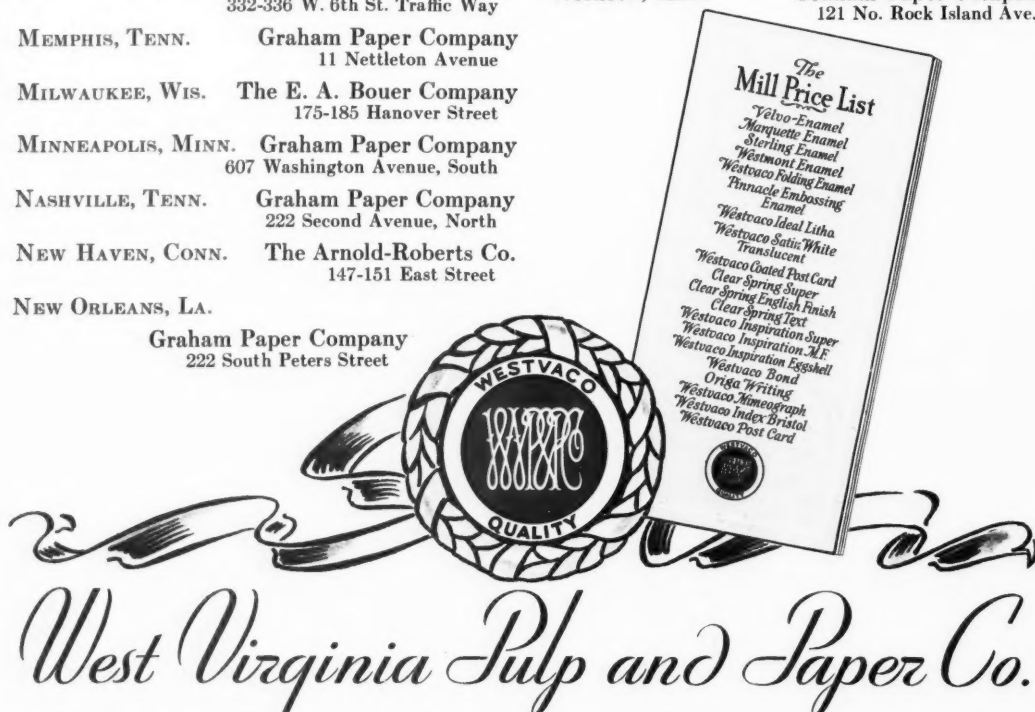 332-336 W. 6th St. Traffic Way
MEMPHIS, TENN. Graham Paper Company
11 Nettleton Avenue
MILWAUKEE, WIS. The E. A. Bouer Company
175-185 Hanover Street
MINNEAPOLIS, MINN. Graham Paper Company
607 Washington Avenue, South
NASHVILLE, TENN. Graham Paper Company
222 Second Avenue, North
NEW HAVEN, CONN. The Arnold-Roberts Co.
147-151 East Street
NEW ORLEANS, LA.
Graham Paper Company
222 South Peters Street
121 No. Rock Island Ave.
The
Mill Price List
Velvo-Enamel
Marquette Enamel
Sterling Enamel
Westmont Enamel
Westvaco Folding Enamel
Pinnacle Embossing
Enamel
Westvaco Ideal Litho.
Westvaco Satin White
Translucent
Westvaco Coated Post Card
Clear Spring Super
Clear Spring English Finish
Clear Spring Text
Westvaco Inspiration Super
Westvaco Inspiration M.F.
Westvaco Inspiration Eggshell
Westvaco Bond
Origa Writing
Westvaco Mimeograph
Westvaco Index Bristol
Westvaco Post Card
WESTVACO
QUALITY
WESTVACO
QUALITY
West Virginia Pulp and Paper Co.